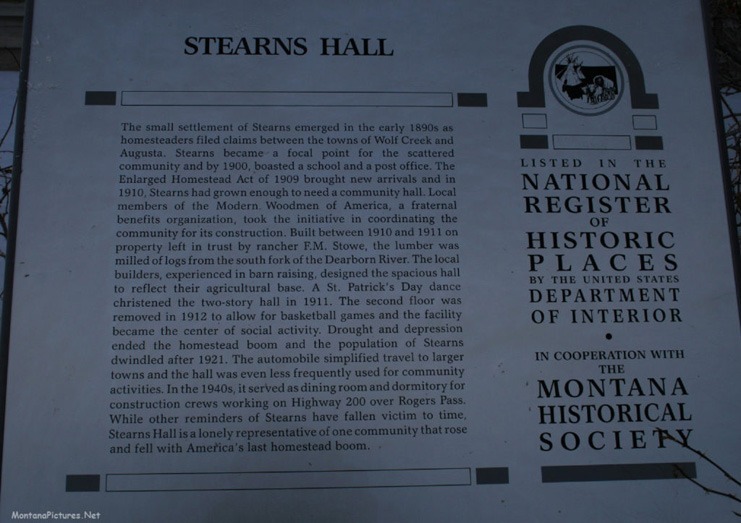 STEARNS HALL
The small settlement of Stearns emerged in the early 1890s as
homesteaders filed claims between the towns of Wolf Creek and
Augusta. Stearns became a focal point for the scattered
community and by 1900, boasted a school and a post office. The
Enlarged Homestead Act of 1909 brought new arrivals and in
1910, Stearns had grown enough to need a community hall. Local
members of the Modern Woodmen of America, a fraternal
benefits organization, took the initiative in coordinating the
community for its construction. Built between 1910 and 1911 on
property left in trust by rancher F.M. Stowe, the lumber was
milled of logs from the south fork of the Dearborn River. The local
builders, experienced in barn raising, designed the spacious hall
to reflect their agricultural base. A St. Patrick's Day dance
christened the two-story hall in 1911. The second floor was
removed in 1912 to allow for basketball games and the facility
became the center of social activity. Drought and depression
ended the homestead boom and the population of Stearns
dwindled after 1921. The automobile simplified travel to larger
towns and the hall was even less frequently used for community
activities. In the 1940s, it served as dining room and dormitory for
construction crews working on Highway 200 over Rogers Pass.
While other reminders of Stearns have fallen victim to time,
Stearns Hall is a lonely representative of one community that rose
and fell with America's last homestead boom.
LISTED IN THE
NATIONAL
REGISTER
OF
HISTORIC
PLACES
BY THE UNITED STATES
DEPARTMENT
OF INTERIOR
•
IN COOPERATION WITH
THE
MONTANA
HISTORICAL
SOCIETY
MontanaPictures.Net